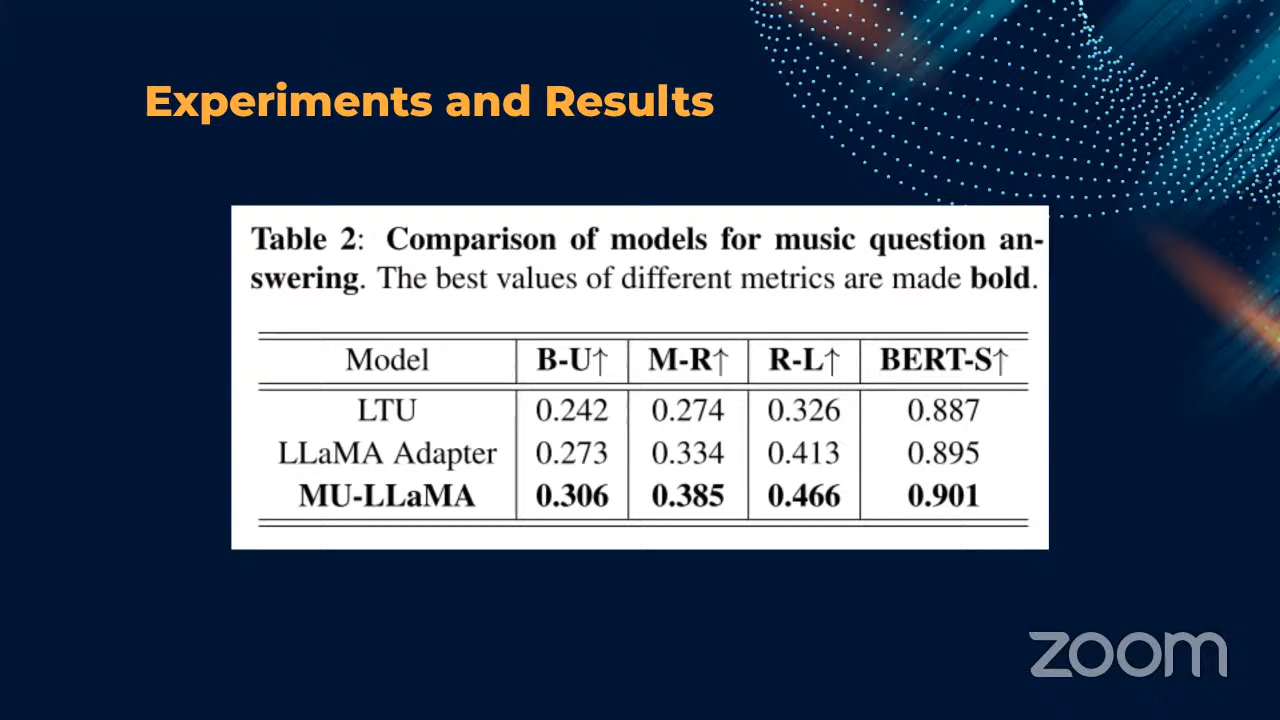 Experiments and Results
Table 2: Comparison of models for music question an-
swering. The best values of different metrics are made bold.
Model B-U↑ M-R↑ R-L↑ BERT-S↑
LTU 0.242 0.274 0.326 0.887
LLaMA Adapter 0.273 0.334 0.413 0.895
MU-LLaMA 0.306 0.385 0.466 0.901
zoom